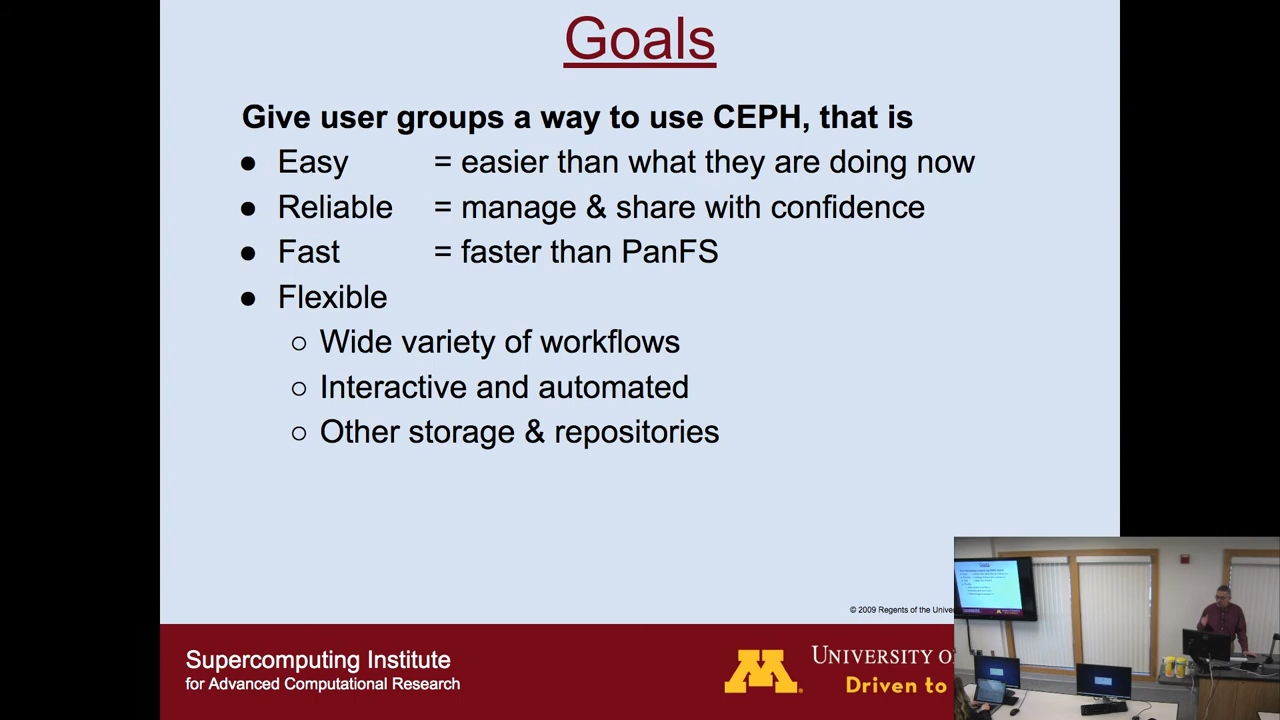 Goals
Give user groups a way to use CEPH, that is
● Easy = easier than what they are doing now
● Reliable = manage & share with confidence
● Fast = faster than PanFS
● Flexible
○ Wide variety of workflows
○ Interactive and automated
○ Other storage & repositories
© 2009 Regents of the
Supercomputing Institute
for Advanced Computational Research
M
UNIVERSITY
Driven to